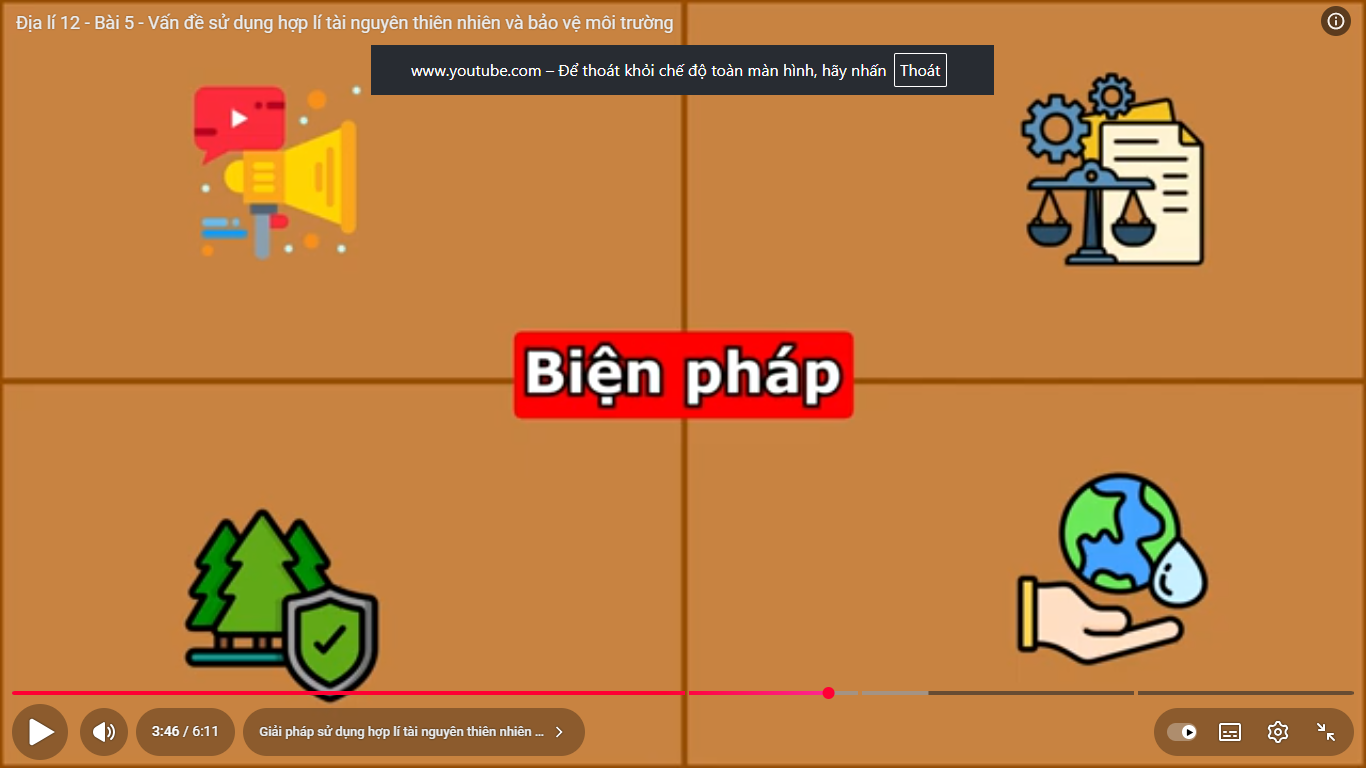 Địa lí 12 - Bài 5 - Vấn đề sử dụng hợp lí tài nguyên thiên nhiên và bảo vệ môi trường
www.youtube.com – Để thoát khỏi chế độ toàn màn hình, hãy nhấn Thoát
Biện pháp
3:46 / 6:11
Giải pháp sử dụng hợp lí tài nguyên thiên nhiên ...